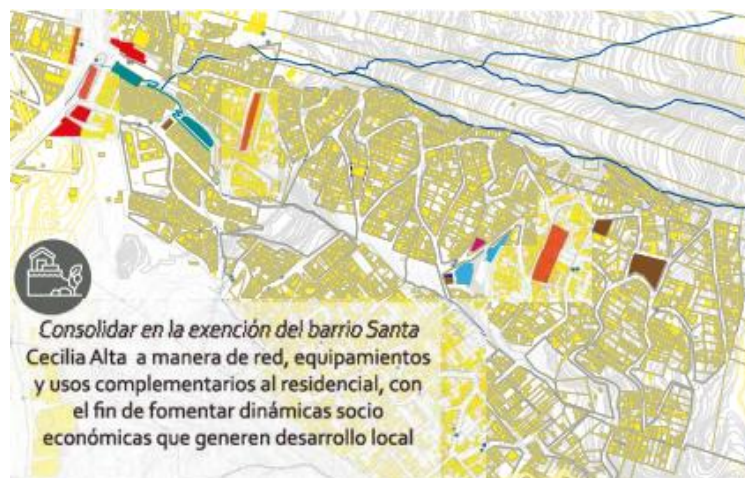 Consolidar en la exención del barrio Santa
Cecilia Alta a manera de red, equipamientos
y usos complementarios al residencial, con
el fin de fomentar dinámicas socio
económicas que generen desarrollo local